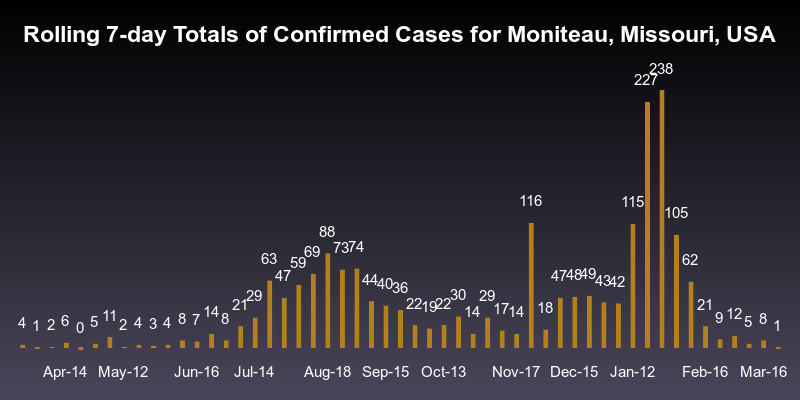 Rolling 7-day Totals of Confirmed Cases for Moniteau, Missouri, USA
4 1 2 6 0 5 11 2 4 3 4 8 7 14 8 21 29 63 47 59 69 88 73 74 44 40 36 22 19 22 30 14 29 17 14 116 18 47 48 49 43 42 115 227 238 105 62 21 9 12 5 8 1
Apr-14 May-12 Jun-16 Jul-14 Aug-18 Sep-15 Oct-13 Nov-17 Dec-15 Jan-12 Feb-16 Mar-16